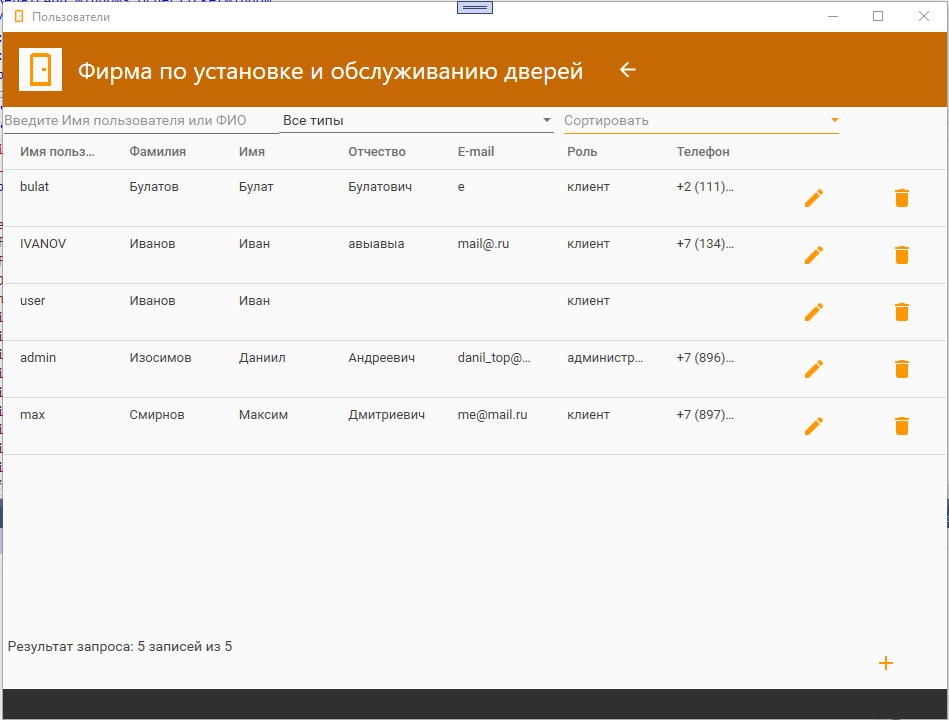 Пользователи
Фирма по установке и обслуживанию дверей
Введите Имя пользователя или ФИО Все типы Сортировать
Имя польз... Фамилия Имя Отчество E-mail Роль Телефон
bulat Булатов Булат Булатович e клиент +2 (111)...
IVANOV Иванов Иван авыавыа mail@.ru клиент +7 (134)...
user Иванов Иван клиент
admin Изосимов Даниил Андреевич danil_top@... администр... +7 (896)...
max Смирнов Максим Дмитриевич me@mail.ru клиент +7 (897)...
Результат запроса: 5 записей из 5